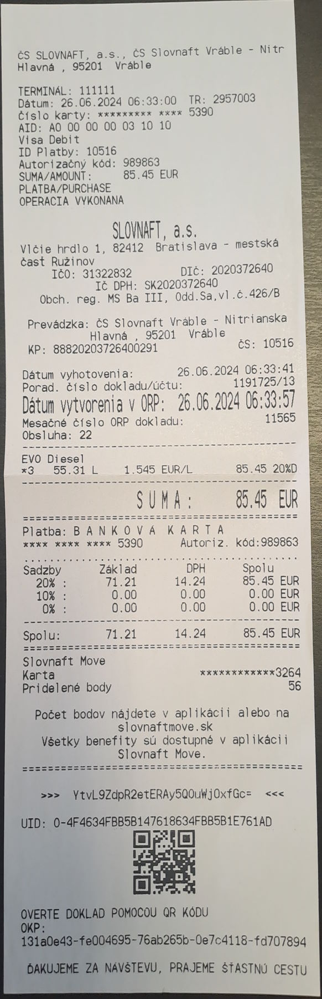 ČS SLOVNAFT, a.s., ČS Slovnaft Vráble - Nitr
Hlavná , 95201 Vráble
TERMINÁL: 111111
Dátum: 26.06.2024 06:33:00 TR: 2957003
Číslo karty: ********* **** 5390
AID: A0 00 00 00 03 10 10
Visa Debit
ID Platby: 10516
Autorizačný kód: 989863
SUMA/AMOUNT: 85.45 EUR
PLATBA/PURCHASE
OPERACIA VYKONANA
SLOVNAFT, a.s.
Vlčie hrdlo 1, 82412 Bratislava - mestská
časť Ružinov
IČO: 31322832 DIČ: 2020372640
IČ DPH: SK2020372640
Obch. reg. MS Ba III, Odd.Sa,vl.č.426/B
Prevádzka: ČS Slovnaft Vráble - Nitrianska
Hlavná , 95201 Vráble
KP: 88820203726400291 ČS: 10516
Dátum vyhotovenia: 26.06.2024 06:33:41
Porad. číslo dokladu/účtu: 1191725/13
Dátum vytvorenia v ORP: 26.06.2024 06:33:57
Mesačné číslo ORP dokladu: 11565
Obsluha: 22
EVO Diesel
*3 55.31 L 1.545 EUR/L 85.45 20%D
SUMA: 85.45 EUR
Platba: BANKOVÁ KARTA
**** **** **** 5390 Autoriz. kód:989863
Sadzby Základ DPH Spolu
20% : 71.21 14.24 85.45 EUR
10% : 0.00 0.00 0.00 EUR
0% : 0.00 0.00 0.00 EUR
Spolu: 71.21 14.24 85.45 EUR
Slovnaft Move
Karta ************3264
Pridelené body 56
Počet bodov nájdete v aplikácii alebo na
slovnaftmove.sk
Všetky benefity sú dostupné v aplikácii
Slovnaft Move.
>>> YtvL9ZdpR2etERAy5Q0uWjOxfGc= <<<
UID: O-4F4634FBB5B147618634FBB5B1E761AD
OVERTE DOKLAD POMOCOU QR KÓDU
OKP:
131a0e43-fe004695-76ab265b-0e7c4118-fd707894
ĎAKUJEME ZA NÁVŠTEVU, PRAJEME ŠŤASTNÚ CESTU